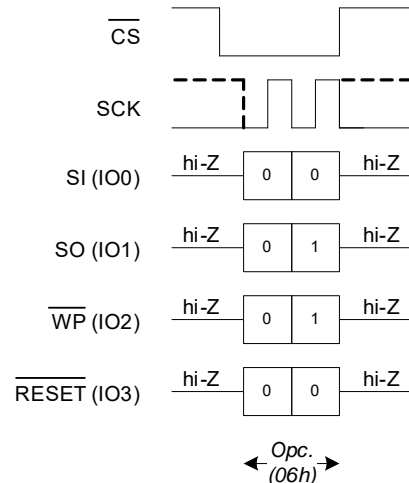 CS
SCK
hi-Z 0 0 hi-Z
SI (IO0)
hi-Z 0 1 hi-Z
SO (IO1)
hi-Z 0 1 hi-Z
WP (IO2)
hi-Z 0 0 hi-Z
RESET (IO3)
Opc.
(06h)